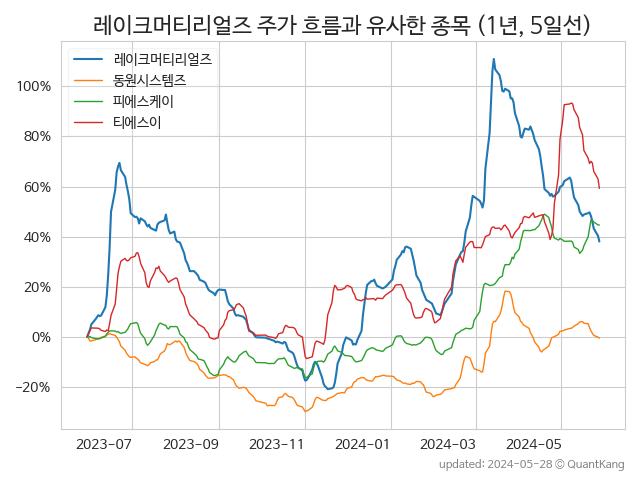 레이크머티리얼즈 주가 흐름과 유사한 종목 (1년, 5일선)
레이크머티리얼즈
동원시스템즈
피에스케이
티에스이
100%
80%
60%
40%
20%
0%
−20%
2023−07
2023−09
2023−11
2024−01
2024−03
2024−05
updated: 2024-05-28 © QuantKang